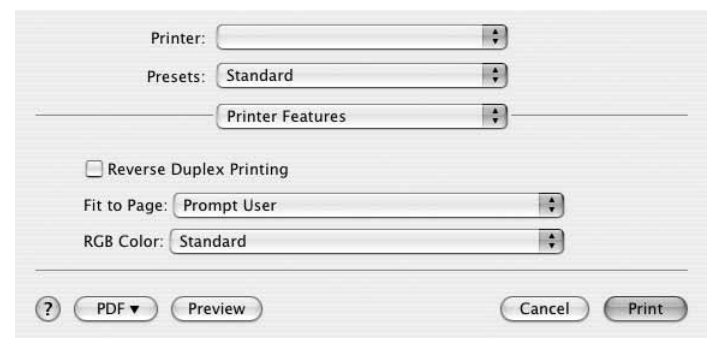 Printer:
Presets: Standard
Printer Features
Reverse Duplex Printing
Fit to Page: Prompt User
RGB Color: Standard
? PDF▼ Preview Cancel Print